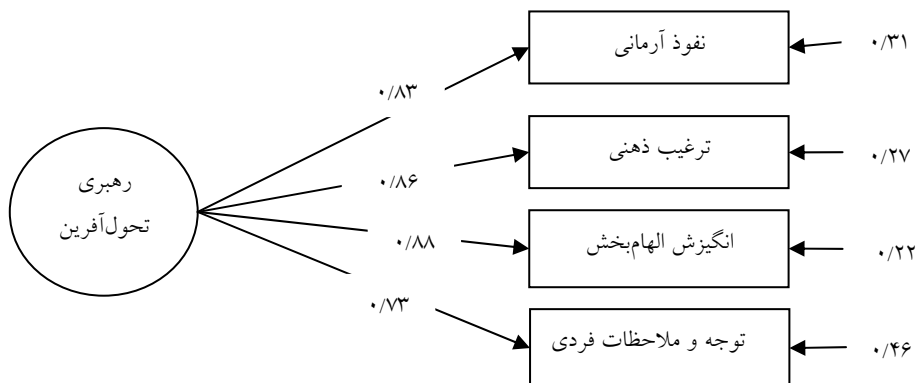 نفوذ آرمانی
۰/۳۱
۰/۸۳
ترغیب ذهنی
۰/۲۷
۰/۸۶
رهبری
تحول‌آفرین
انگیزش الهام‌بخش
۰/۲۲
۰/۸۸
توجه و ملاحظات فردی
۰/۴۶
۰/۷۳